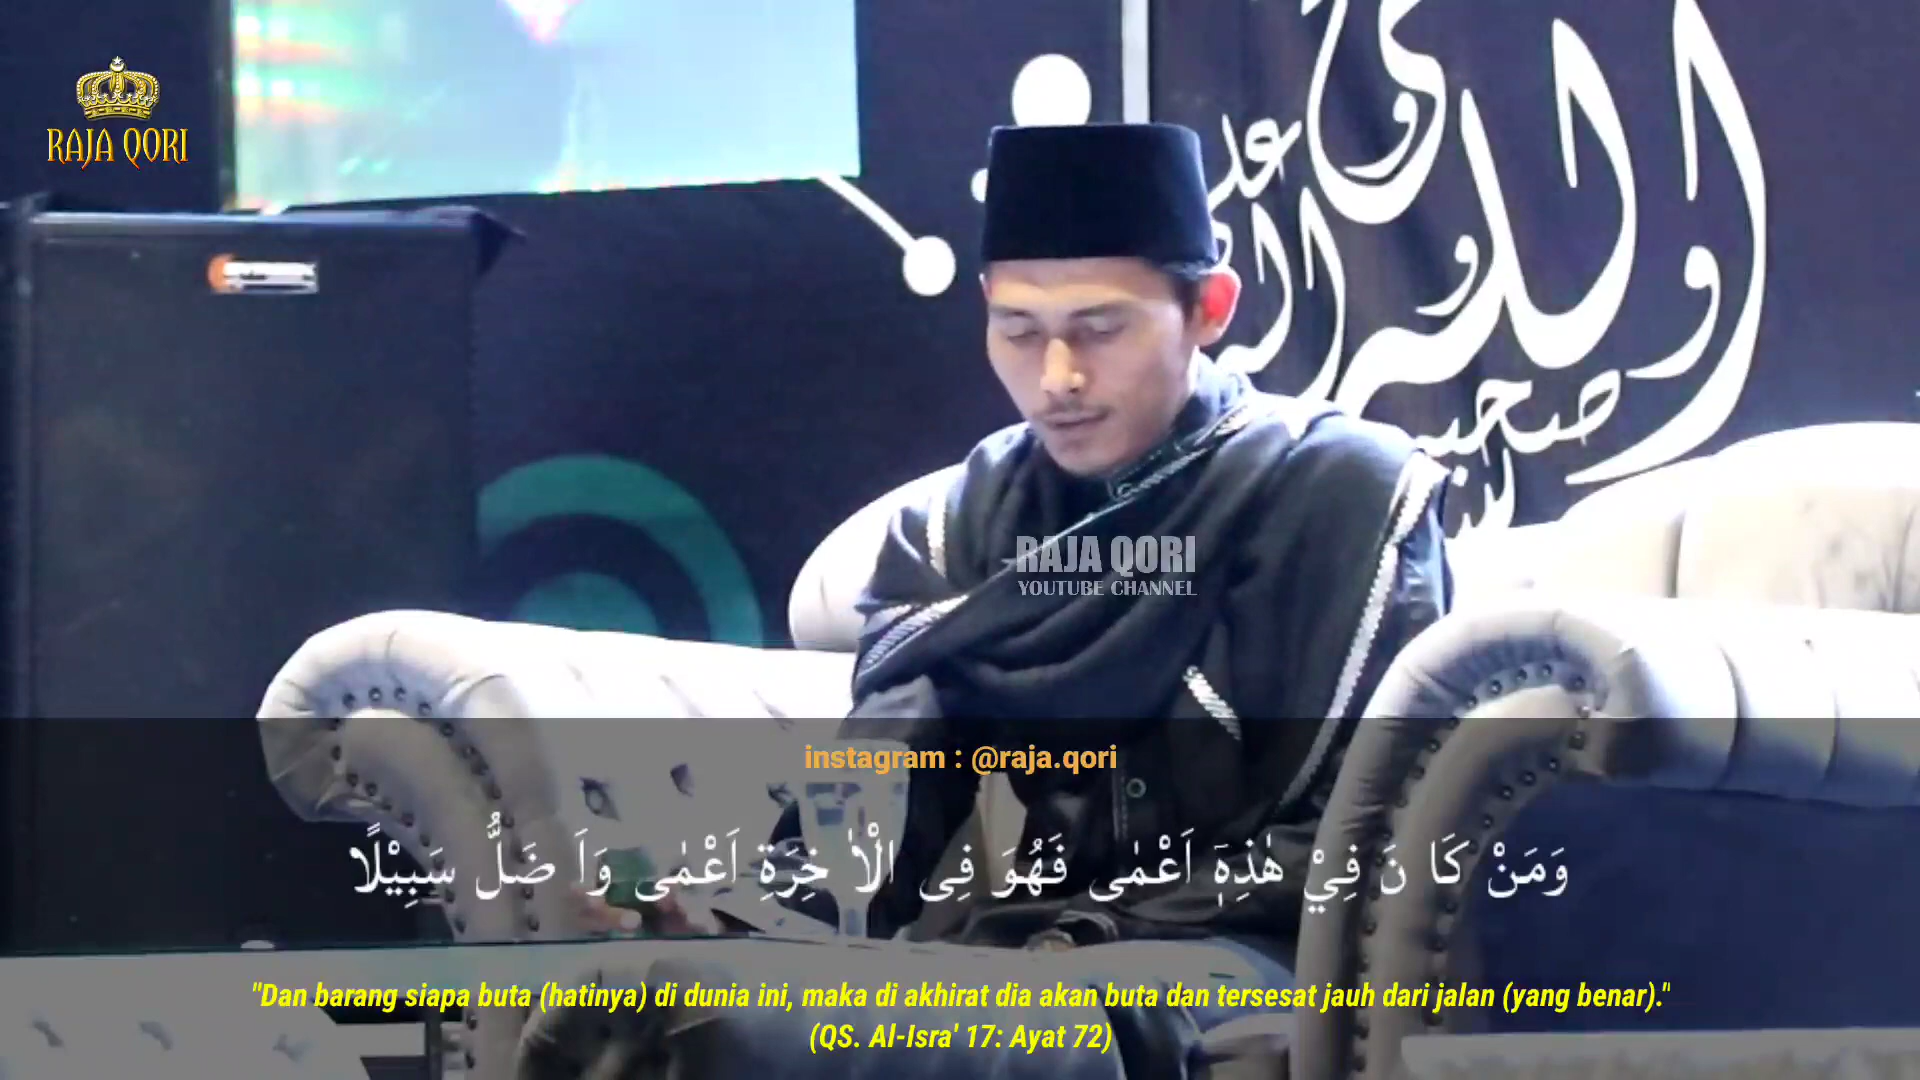 RAJA QORI
RAJA QORI
YOUTUBE CHANNEL
instagram : @raja.qori
وَمَنْ كَا نَ فِيْ هٰذِهٖۤ اَعْمٰى فَهُوَ فِى الْاٰ خِرَةِ اَعْمٰى وَاَ ضَلُّ سَبِيْلًا
"Dan barang siapa buta (hatinya) di dunia ini, maka di akhirat dia akan buta dan tersesat jauh dari jalan (yang benar)."
(QS. Al-Isra' 17: Ayat 72)